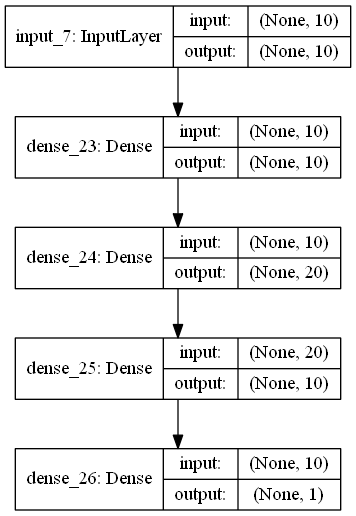 input_7: InputLayer input: (None, 10)
output: (None, 10)
dense_23: Dense input: (None, 10)
output: (None, 10)
dense_24: Dense input: (None, 10)
output: (None, 20)
dense_25: Dense input: (None, 20)
output: (None, 10)
dense_26: Dense input: (None, 10)
output: (None, 1)